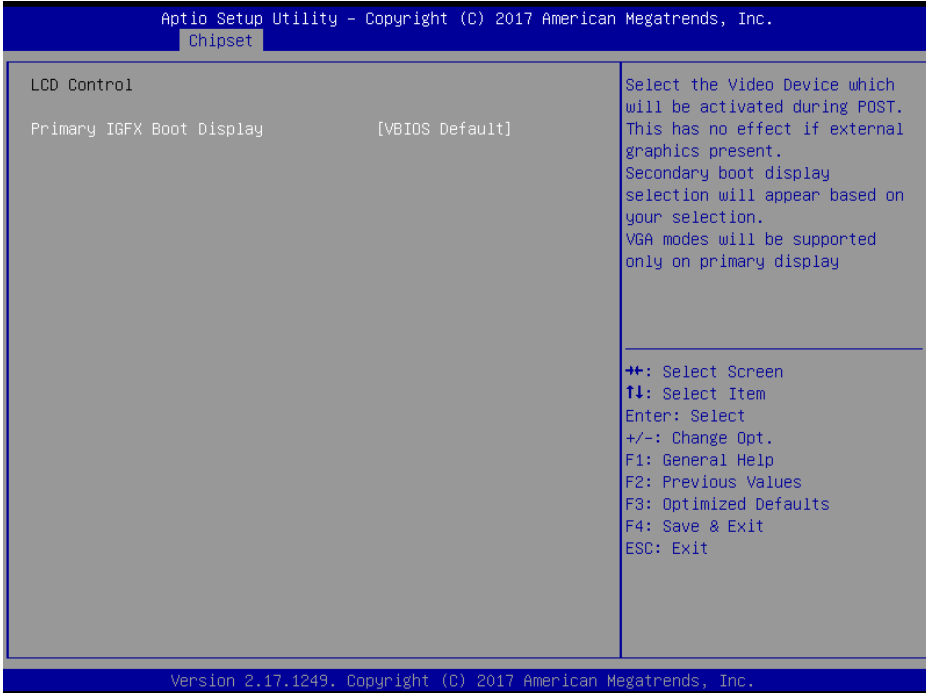 Aptio Setup Utility – Copyright (C) 2017 American Megatrends, Inc.
Chipset
LCD Control
Primary IGFX Boot Display [VBIOS Default]
Select the Video Device which
will be activated during POST.
This has no effect if external
graphics present.
Secondary boot display
selection will appear based on
your selection.
VGA modes will be supported
only on primary display
→←: Select Screen
↑↓: Select Item
Enter: Select
+/-: Change Opt.
F1: General Help
F2: Previous Values
F3: Optimized Defaults
F4: Save & Exit
ESC: Exit
Version 2.17.1249. Copyright (C) 2017 American Megatrends, Inc.